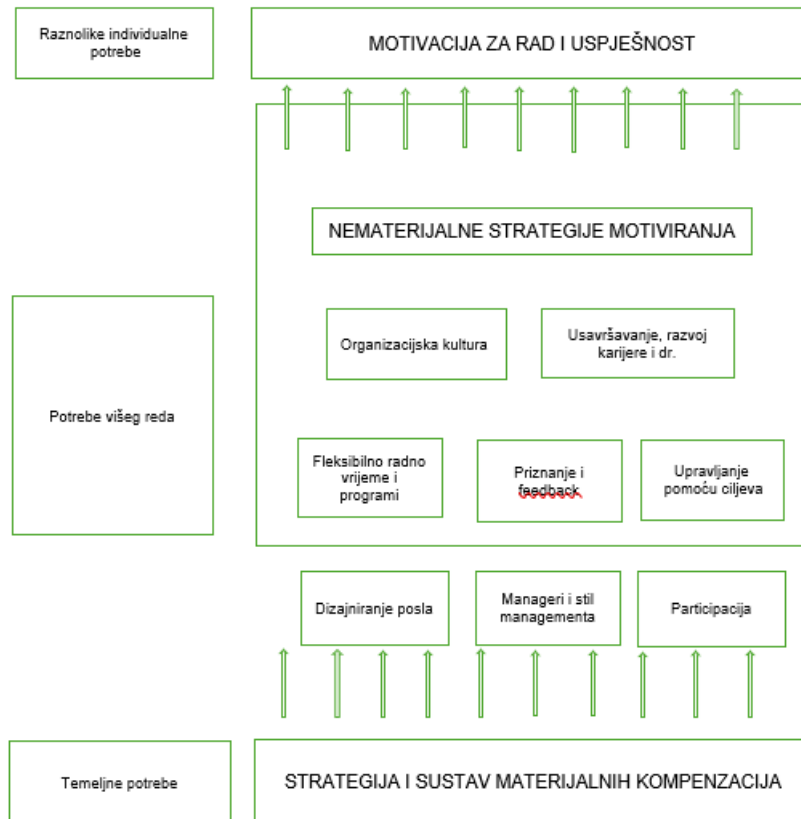 Raznolike individualne
potrebe
MOTIVACIJA ZA RAD I USPJEŠNOST
NEMATERIJALNE STRATEGIJE MOTIVIRANJA
Organizacijska kultura
Usavršavanje, razvoj
karijere i dr.
Potrebe višeg reda
Fleksibilno radno
vrijeme i
programi
Priznanje i
feedback
Upravljanje
pomoću ciljeva
Dizajniranje posla
Manageri i stil
managementa
Participacija
Temeljne potrebe
STRATEGIJA I SUSTAV MATERIJALNIH KOMPENZACIJA